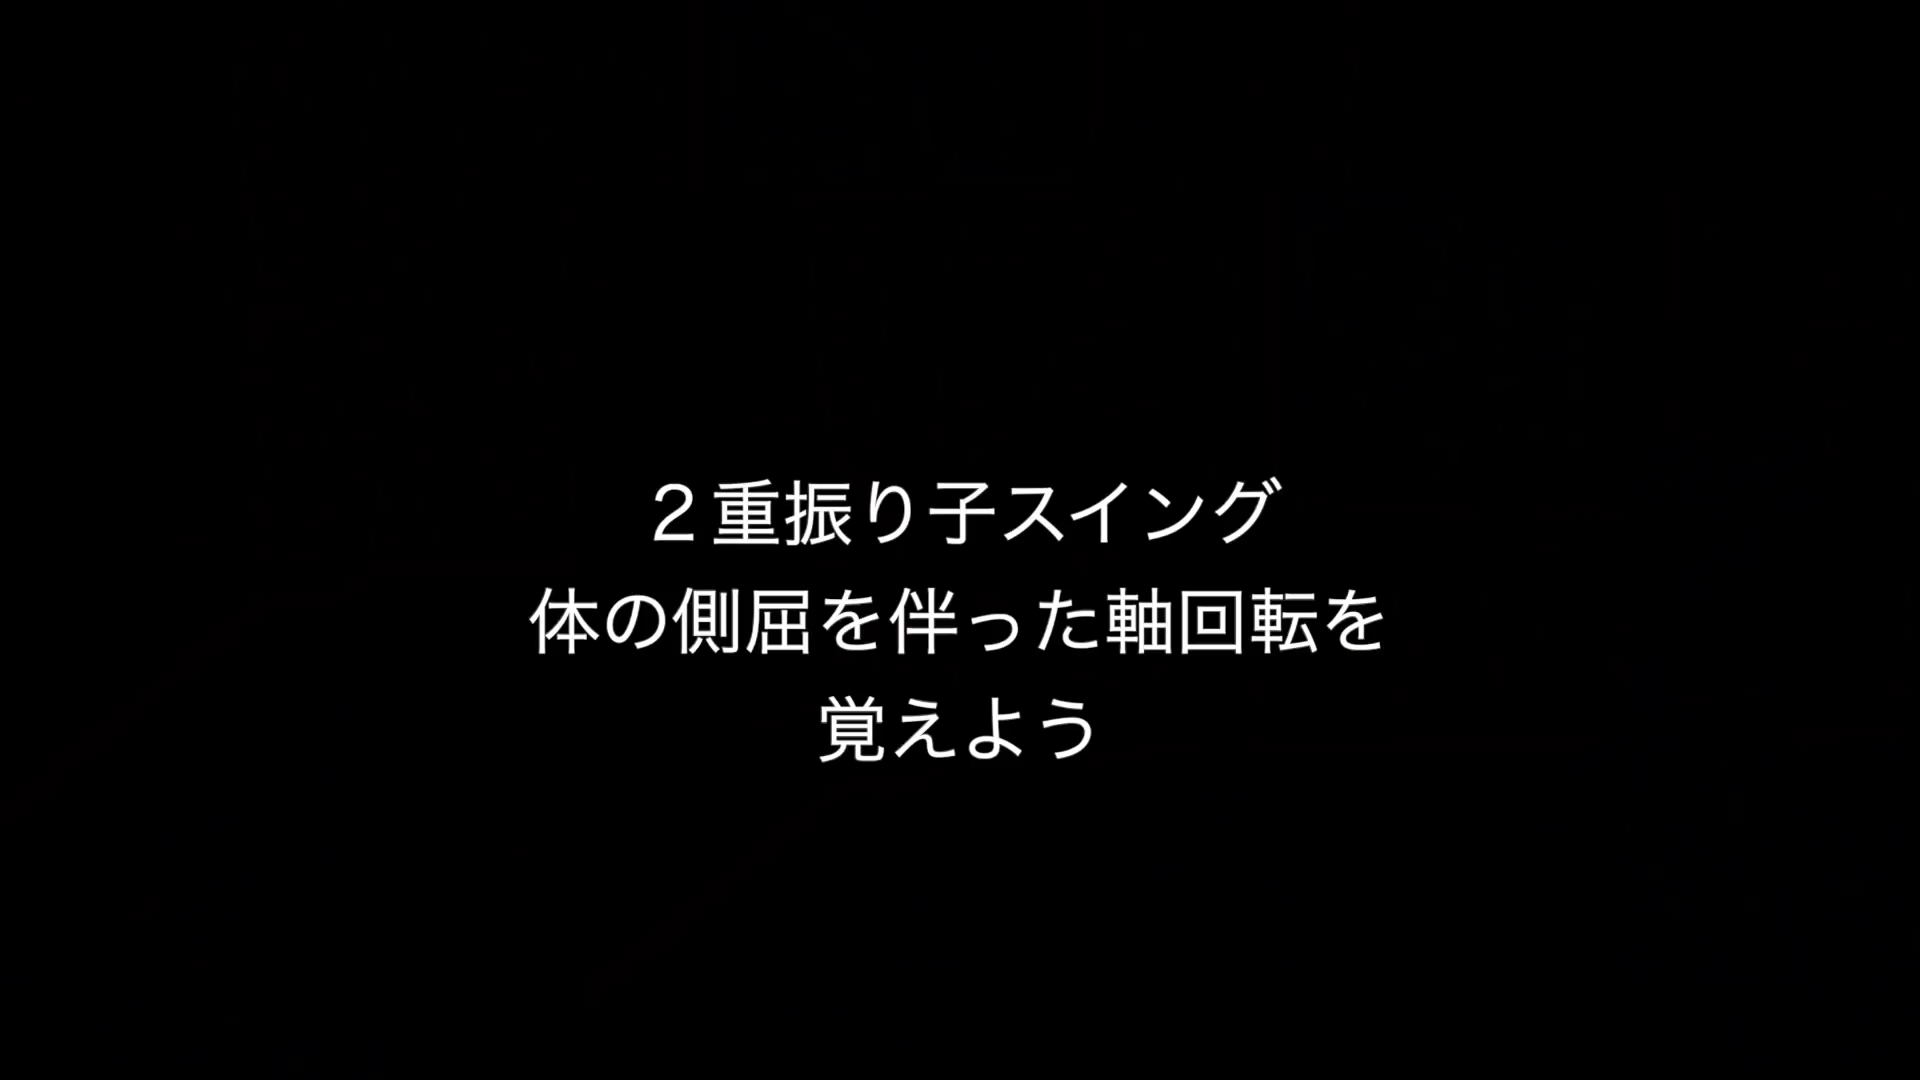 ２重振り子スイング
体の側屈を伴った軸回転を
覚えよう